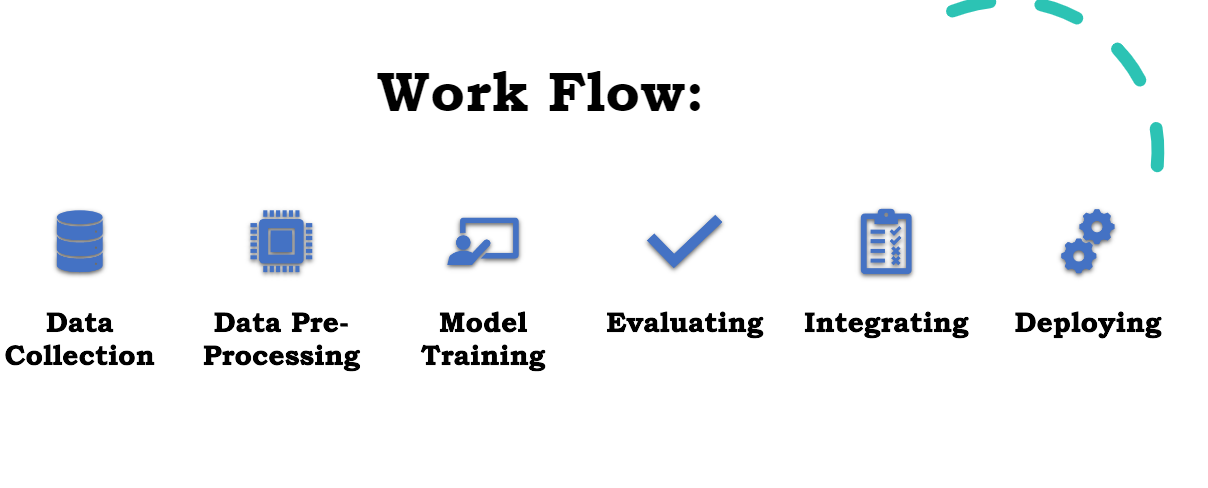 Work Flow:
Data
Collection
Data Pre-
Processing
Model
Training
Evaluating
Integrating
Deploying